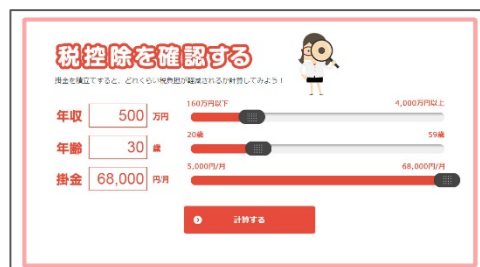 税控除を確認する
掛金を積立てすると、どれくらい税負担が軽減されるか計算してみよう！
年収 500 万円
160万円以下 4,000万円以上
年齢 30 歳
20歳 59歳
掛金 68,000 円/月
5,000円/月 68,000円/月
計算する